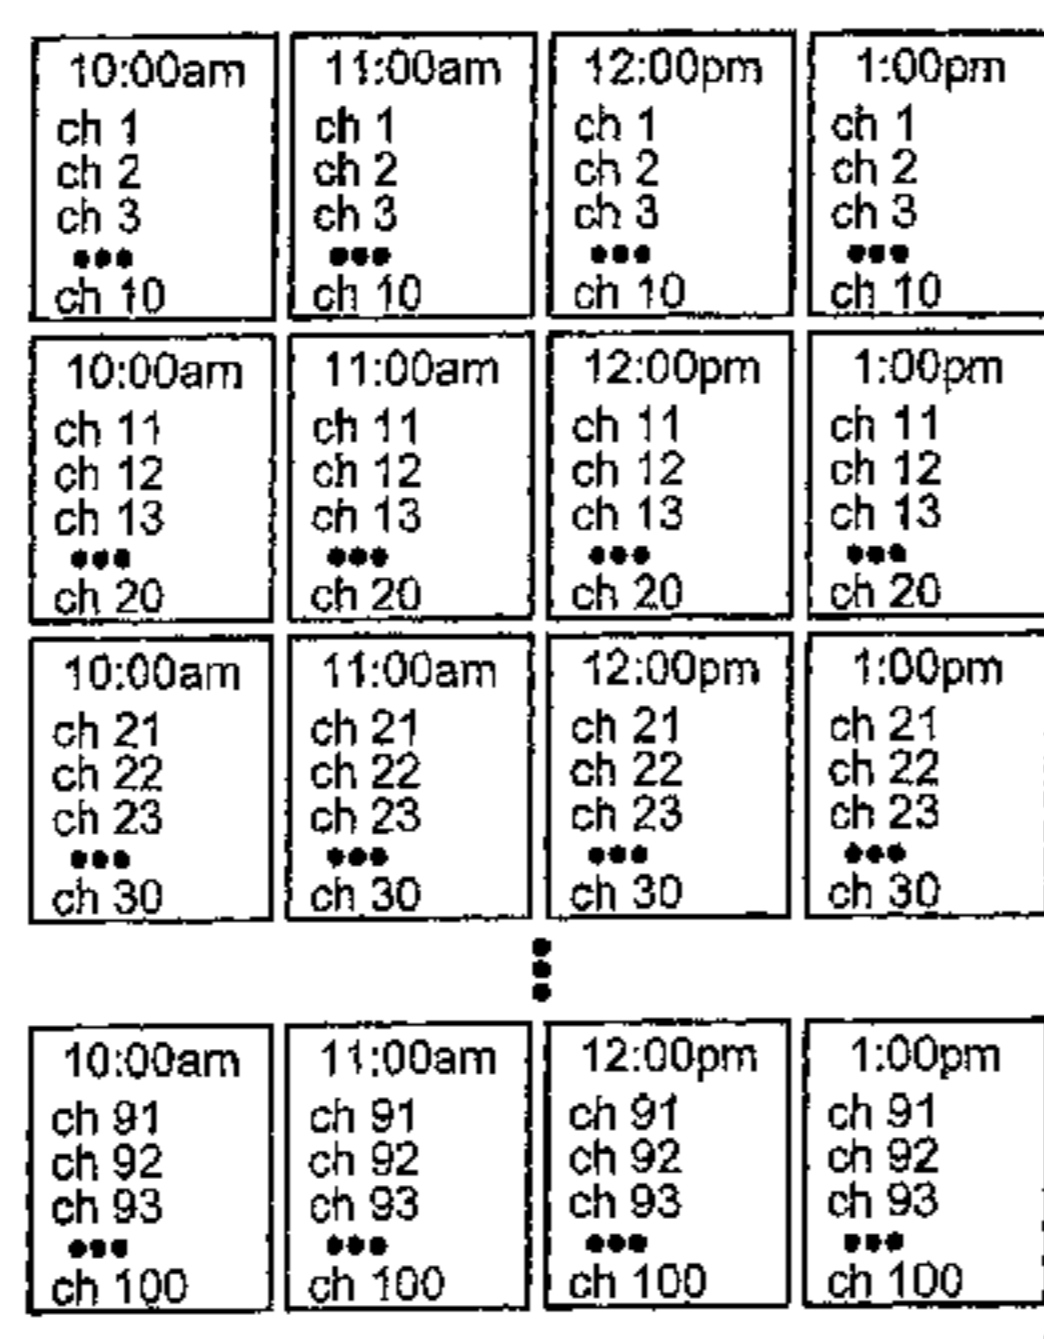 10:00am
ch 1
ch 2
ch 3
•••
ch 10
11:00am
ch 1
ch 2
ch 3
•••
ch 10
12:00pm
ch 1
ch 2
ch 3
•••
ch 10
1:00pm
ch 1
ch 2
ch 3
•••
ch 10
10:00am
ch 11
ch 12
ch 13
•••
ch 20
11:00am
ch 11
ch 12
ch 13
•••
ch 20
12:00pm
ch 11
ch 12
ch 13
•••
ch 20
1:00pm
ch 11
ch 12
ch 13
•••
ch 20
10:00am
ch 21
ch 22
ch 23
•••
ch 30
11:00am
ch 21
ch 22
ch 23
•••
ch 30
12:00pm
ch 21
ch 22
ch 23
•••
ch 30
1:00pm
ch 21
ch 22
ch 23
•••
ch 30
10:00am
ch 91
ch 92
ch 93
•••
ch 100
11:00am
ch 91
ch 92
ch 93
•••
ch 100
12:00pm
ch 91
ch 92
ch 93
•••
ch 100
1:00pm
ch 91
ch 92
ch 93
•••
ch 100